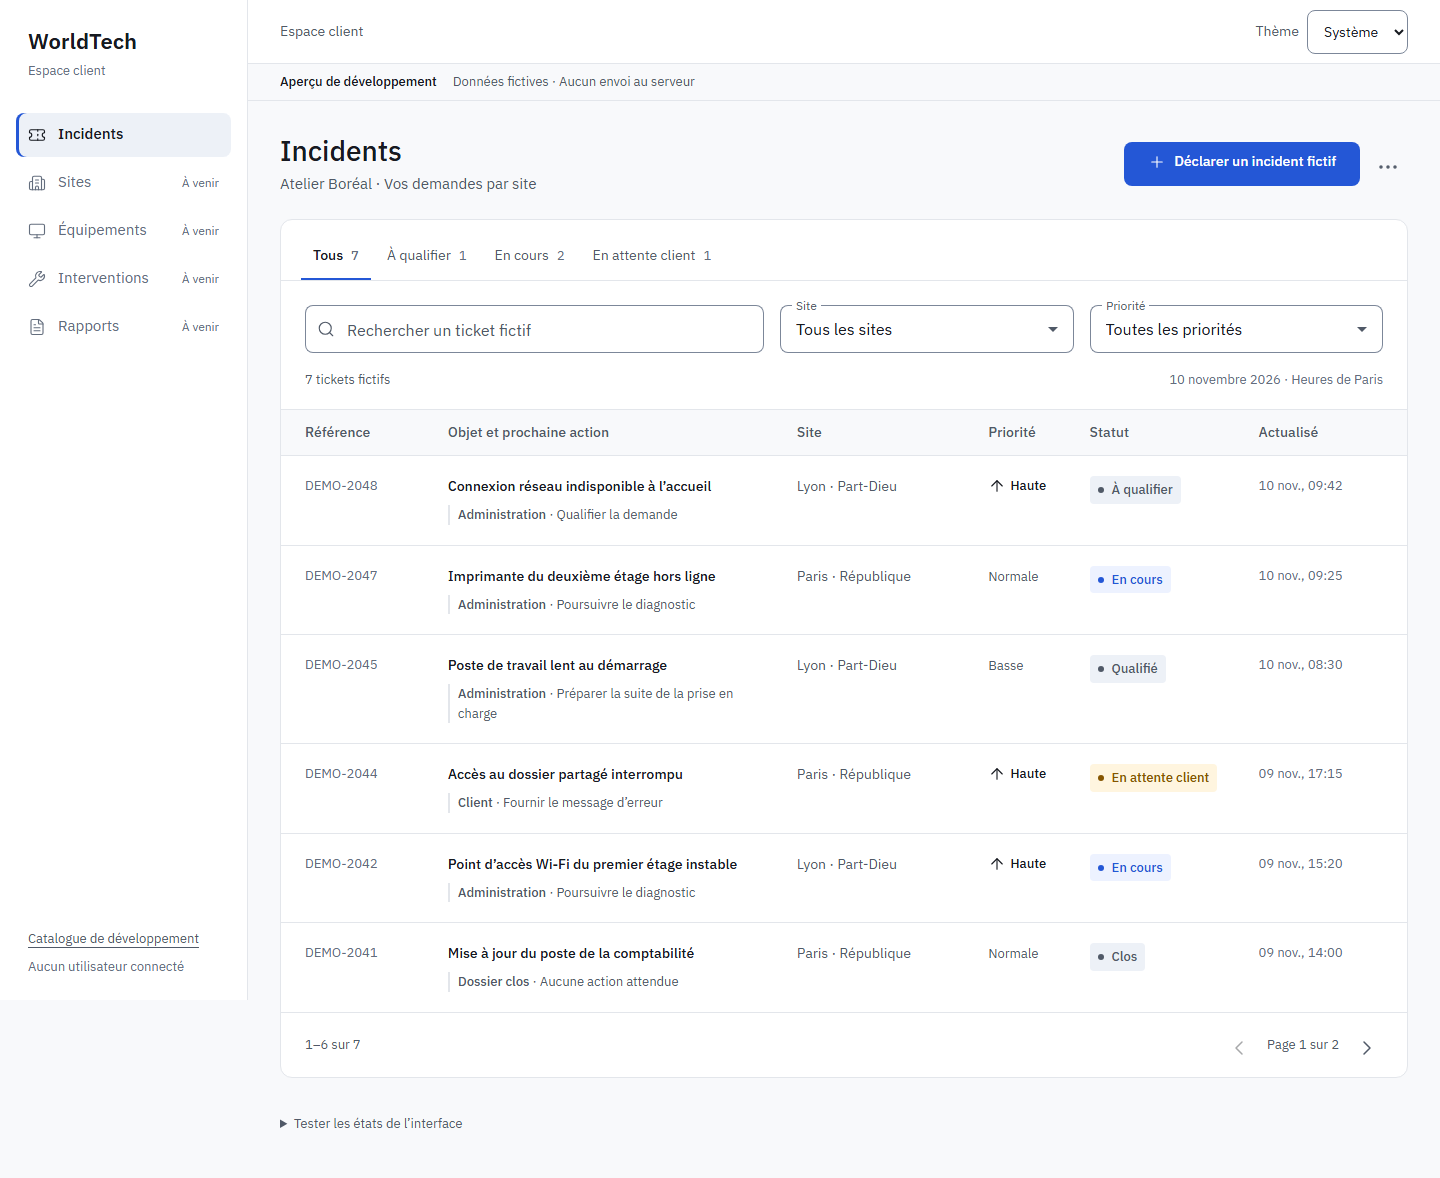 WorldTech
Espace client
Incidents
Sites À venir
Équipements À venir
Interventions À venir
Rapports À venir
Catalogue de développement
Aucun utilisateur connecté
Espace client
Thème Système
Aperçu de développement Données fictives · Aucun envoi au serveur
Incidents
Atelier Boréal · Vos demandes par site
Déclarer un incident fictif
Tous 7 À qualifier 1 En cours 2 En attente client 1
Rechercher un ticket fictif
Site
Tous les sites
Priorité
Toutes les priorités
7 tickets fictifs
10 novembre 2026 · Heures de Paris
Référence Objet et prochaine action Site Priorité Statut Actualisé
DEMO-2048 Connexion réseau indisponible à l’accueil Lyon · Part-Dieu Haute À qualifier 10 nov., 09:42
Administration · Qualifier la demande
DEMO-2047 Imprimante du deuxième étage hors ligne Paris · République Normale En cours 10 nov., 09:25
Administration · Poursuivre le diagnostic
DEMO-2045 Poste de travail lent au démarrage Lyon · Part-Dieu Basse Qualifié 10 nov., 08:30
Administration · Préparer la suite de la prise en
charge
DEMO-2044 Accès au dossier partagé interrompu Paris · République Haute En attente client 09 nov., 17:15
Client · Fournir le message d’erreur
DEMO-2042 Point d’accès Wi-Fi du premier étage instable Lyon · Part-Dieu Haute En cours 09 nov., 15:20
Administration · Poursuivre le diagnostic
DEMO-2041 Mise à jour du poste de la comptabilité Paris · République Normale Clos 09 nov., 14:00
Dossier clos · Aucune action attendue
1–6 sur 7
Page 1 sur 2
Tester les états de l’interface